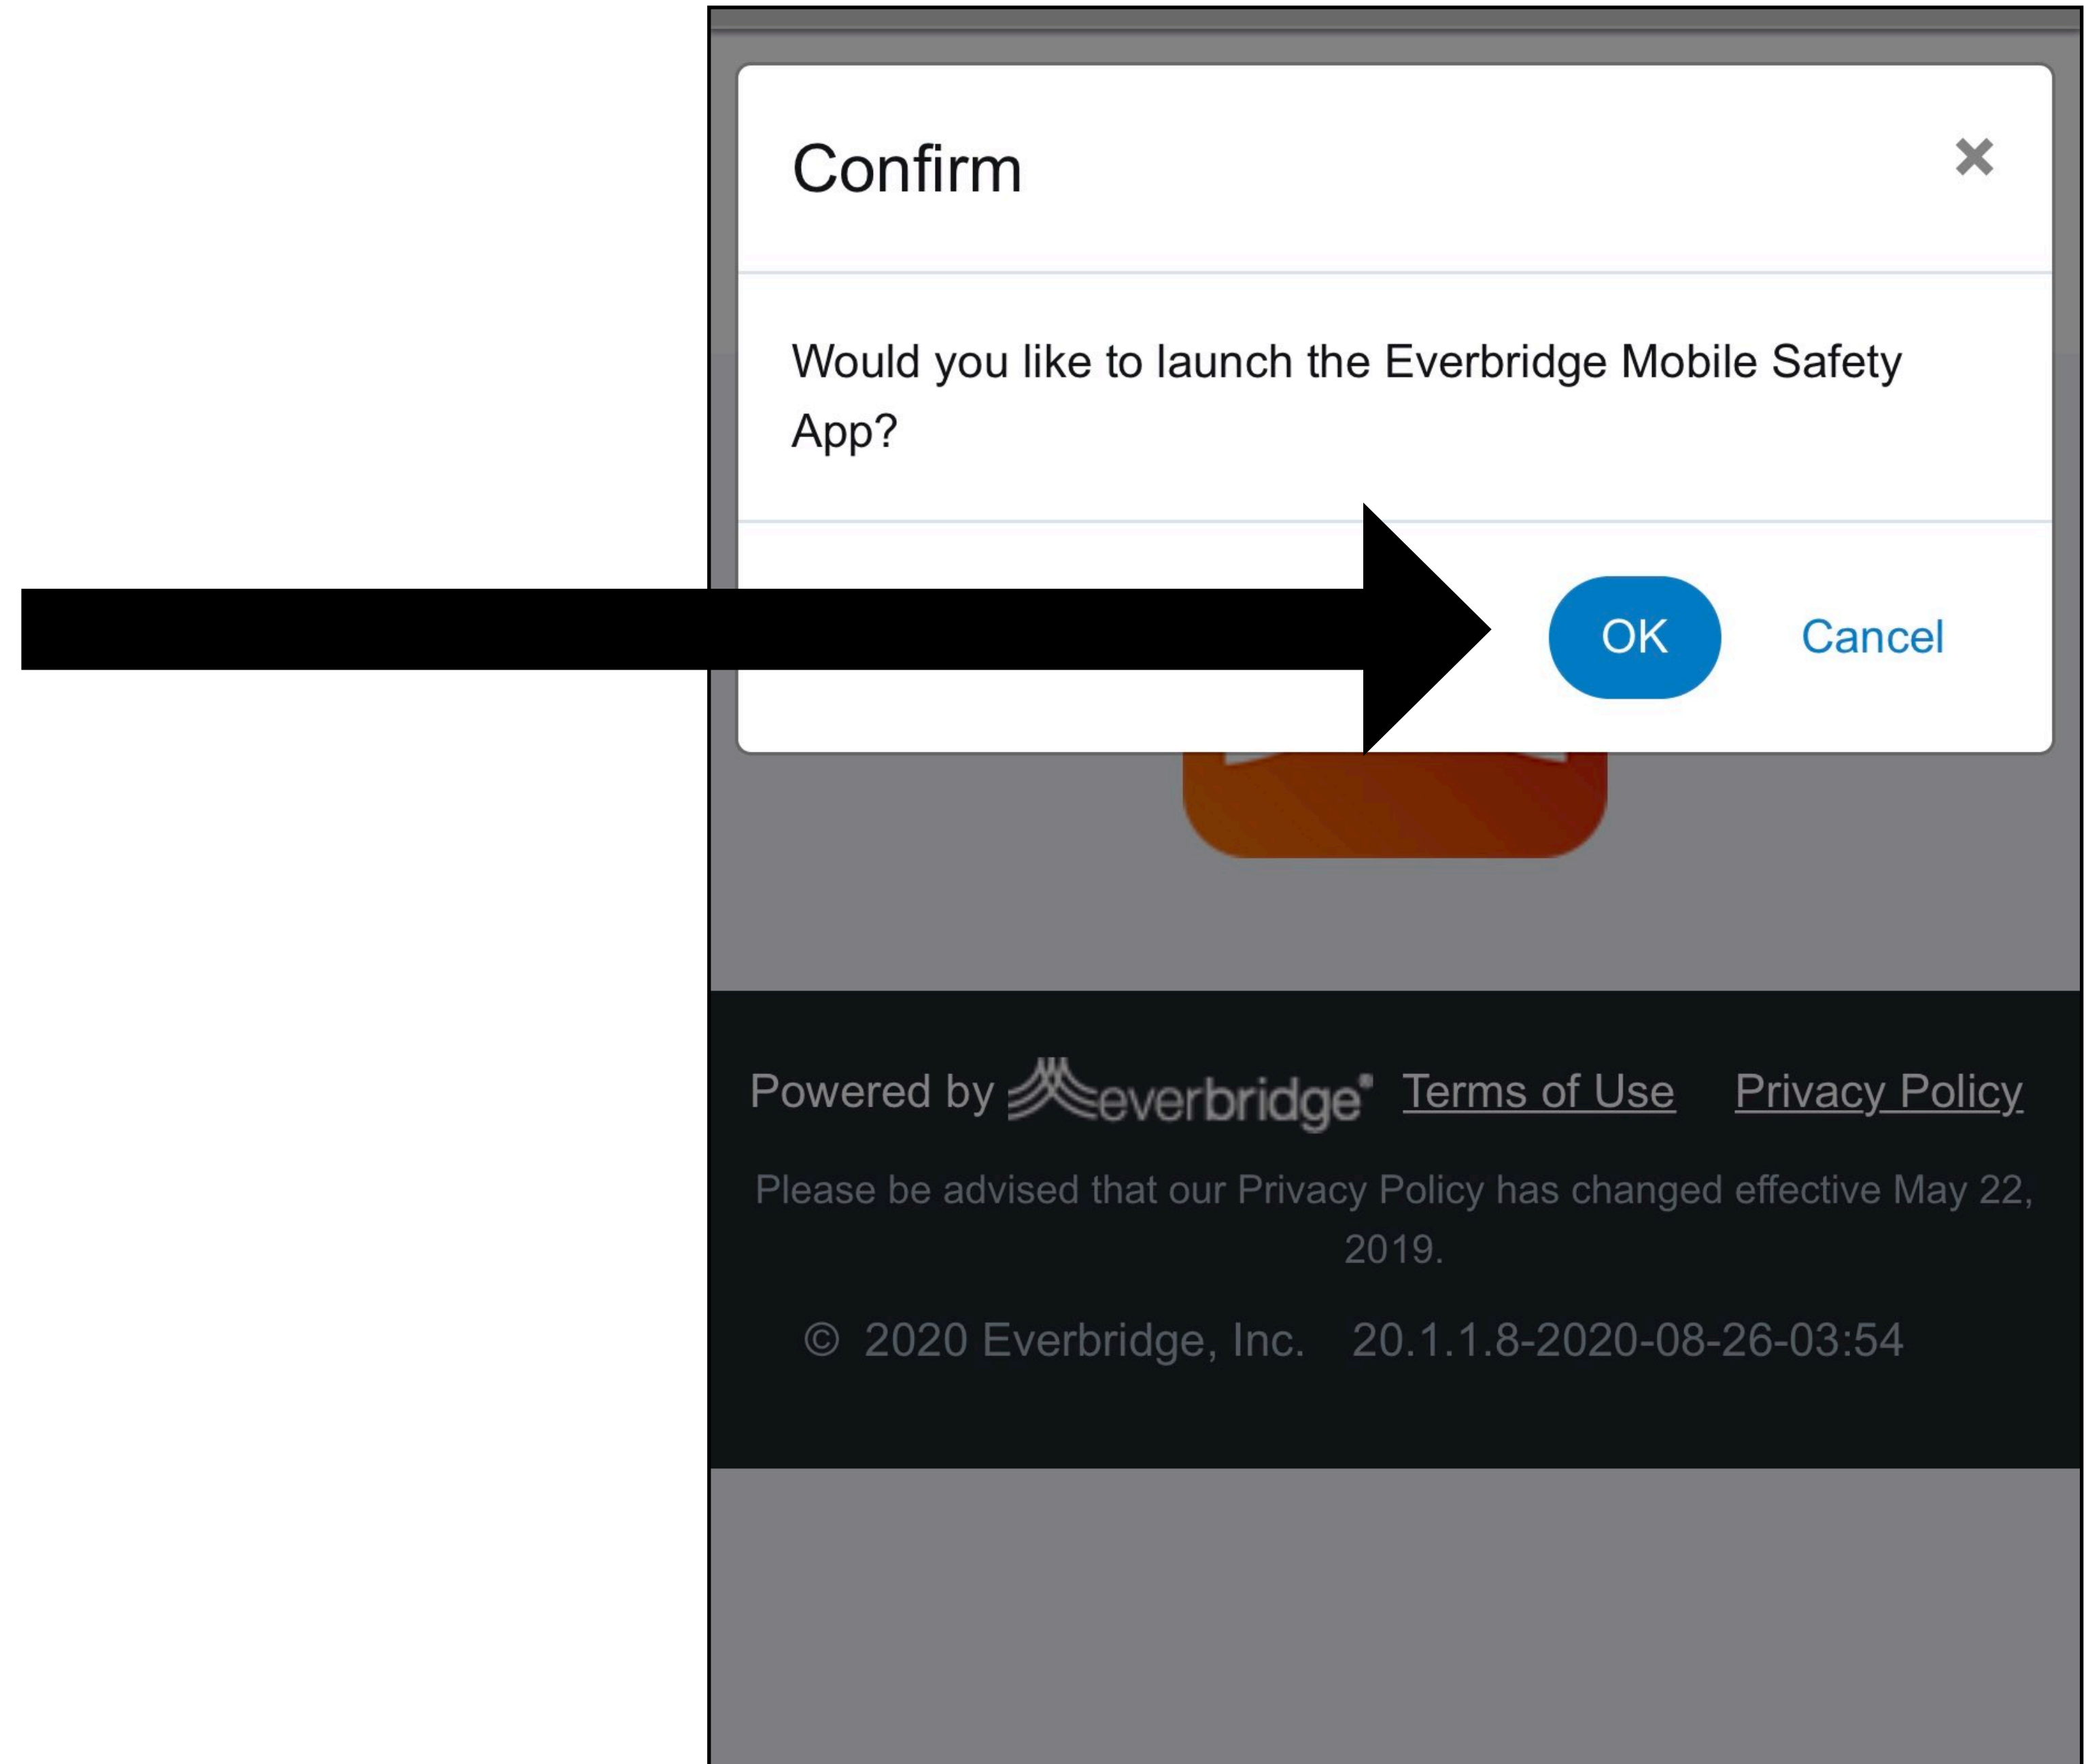 Confirm
Would you like to launch the Everbridge Mobile Safety
App?
OK Cancel
Powered by everbridge® Terms of Use Privacy Policy
Please be advised that our Privacy Policy has changed effective May 22,
2019.
© 2020 Everbridge, Inc. 20.1.1.8-2020-08-26-03:54